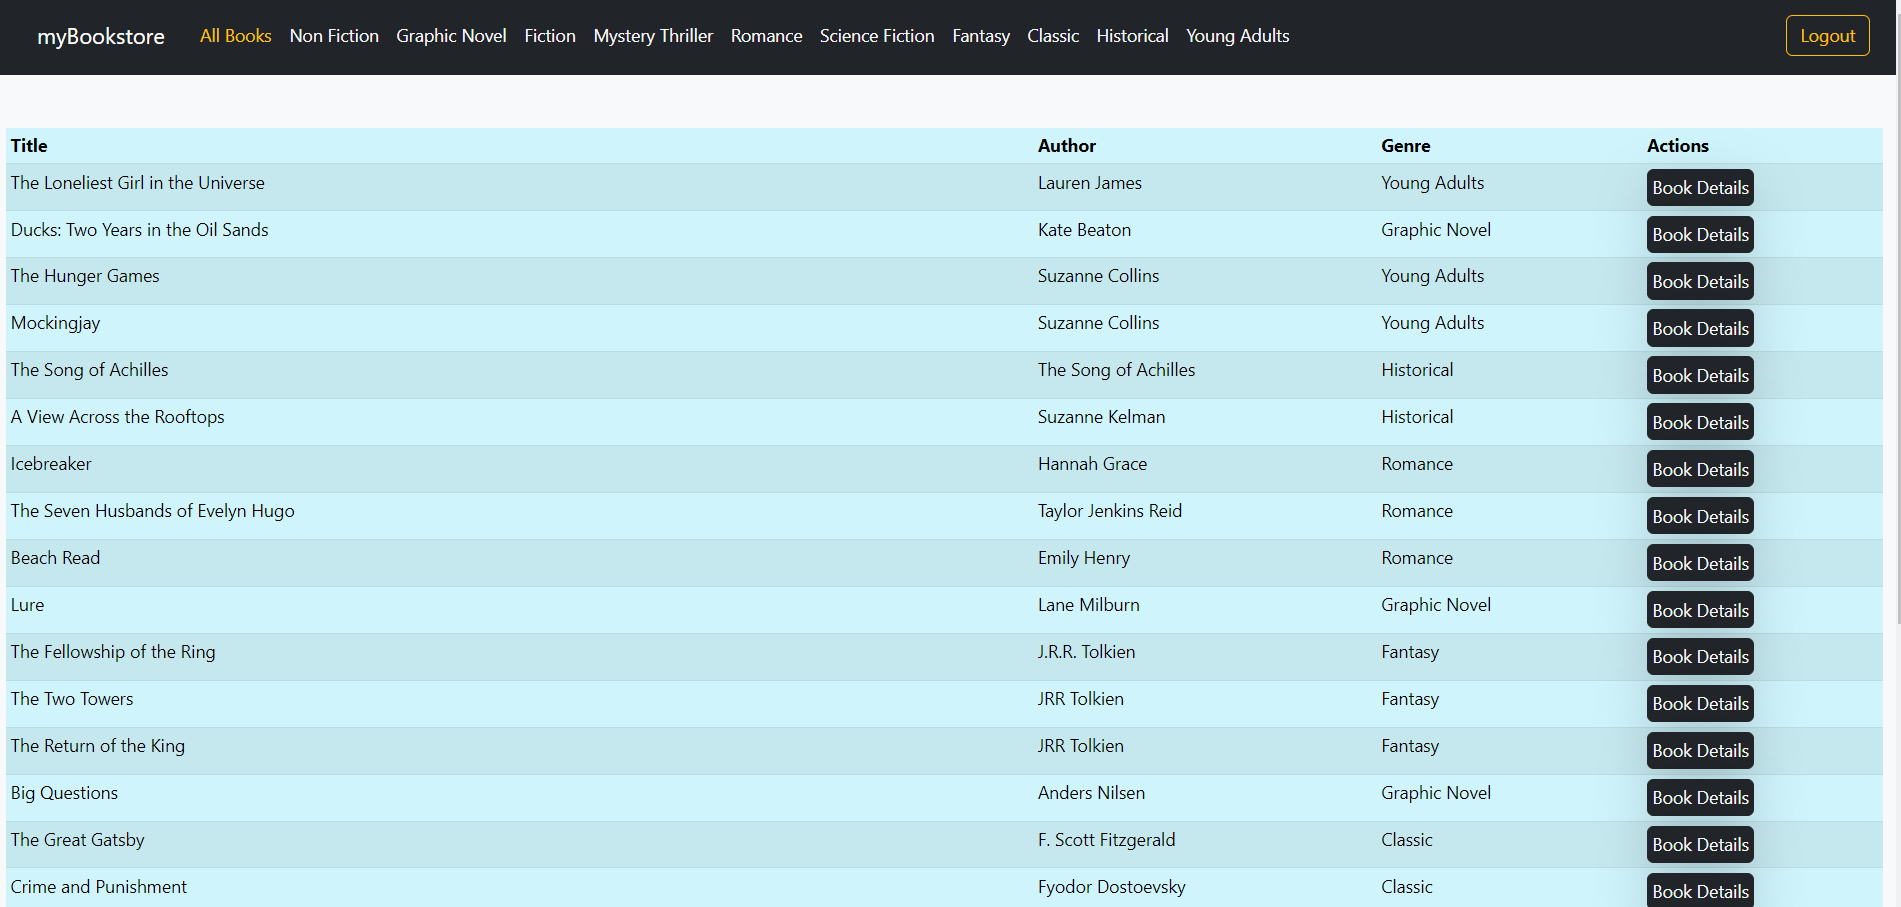 myBookstore All Books Non Fiction Graphic Novel Fiction Mystery Thriller Romance Science Fiction Fantasy Classic Historical Young Adults Logout
Title Author Genre Actions
The Loneliest Girl in the Universe Lauren James Young Adults Book Details
Ducks: Two Years in the Oil Sands Kate Beaton Graphic Novel Book Details
The Hunger Games Suzanne Collins Young Adults Book Details
Mockingjay Suzanne Collins Young Adults Book Details
The Song of Achilles The Song of Achilles Historical Book Details
A View Across the Rooftops Suzanne Kelman Historical Book Details
Icebreaker Hannah Grace Romance Book Details
The Seven Husbands of Evelyn Hugo Taylor Jenkins Reid Romance Book Details
Beach Read Emily Henry Romance Book Details
Lure Lane Milburn Graphic Novel Book Details
The Fellowship of the Ring J.R.R. Tolkien Fantasy Book Details
The Two Towers JRR Tolkien Fantasy Book Details
The Return of the King JRR Tolkien Fantasy Book Details
Big Questions Anders Nilsen Graphic Novel Book Details
The Great Gatsby F. Scott Fitzgerald Classic Book Details
Crime and Punishment Fyodor Dostoevsky Classic Book Details